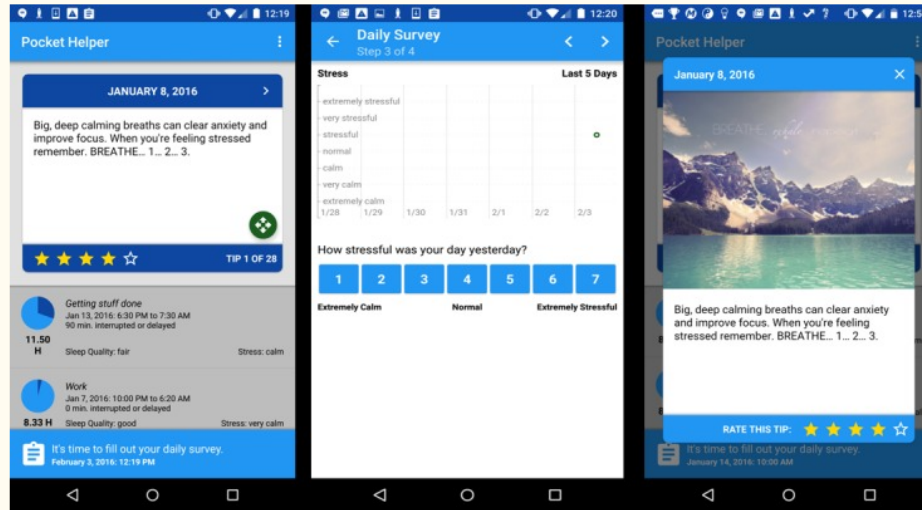 12:19
Pocket Helper
JANUARY 8, 2016
Big, deep calming breaths can clear anxiety and
improve focus. When you're feeling stressed
remember. BREATHE... 1... 2... 3.
TIP 1 OF 28
Getting stuff done
Jan 13, 2016: 6:30 PM to 7:30 AM
90 min. interrupted or delayed
11.50
H
Sleep Quality: fair
Stress: calm
Work
Jan 7, 2016: 10:00 PM to 6:20 AM
0 min. interrupted or delayed
8.33 H
Sleep Quality: good
Stress: very calm
It's time to fill out your daily survey.
February 3, 2016: 12:19 PM
12:20
Daily Survey
Step 3 of 4
Stress
Last 5 Days
extremely stressful
very stressful
stressful
normal
calm
very calm
extremely calm
1/28 1/29 1/30 1/31 2/1 2/2 2/3
How stressful was your day yesterday?
1 2 3 4 5 6 7
Extremely Calm
Normal
Extremely Stressful
12:5
Pocket Helper
January 8, 2016
BREATHE...
Big, deep calming breaths can clear anxiety
and improve focus. When you're feeling
stressed remember. BREATHE... 1... 2... 3.
RATE THIS TIP:
It's time to fill out your daily survey.
January 14, 2016: 10:00 AM